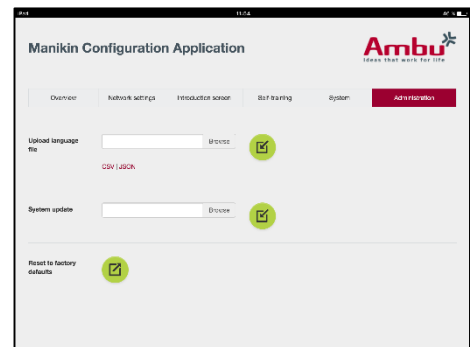 iPad 11:54
Manikin Configuration Application
Ambu
Ideas that work for life
Overview Network settings Introduction screen Self-training System Administration
Upload language
file
Browse
CSV | JSON
System update
Browse
Reset to factory
defaults